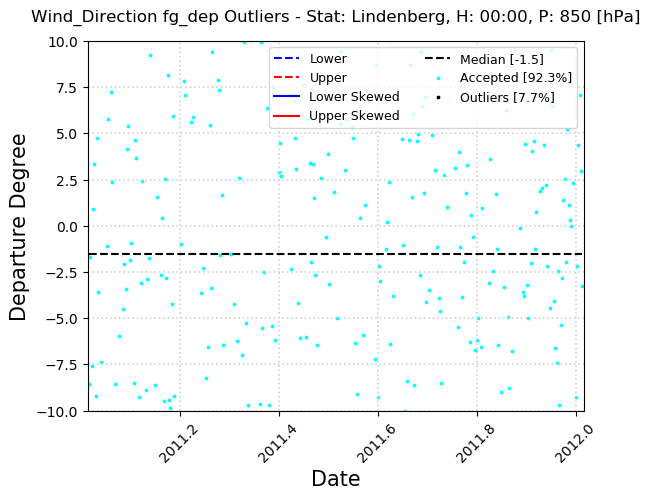 Wind_Direction fg_dep Outliers - Stat: Lindenberg, H: 00:00, P: 850 [hPa]
Lower
Upper
Lower Skewed
Upper Skewed
Median [-1.5]
Accepted [92.3%]
Outliers [7.7%]
Departure Degree
10.0
7.5
5.0
2.5
0.0
−2.5
−5.0
−7.5
−10.0
2011.2
2011.4
2011.6
2011.8
2012.0
Date